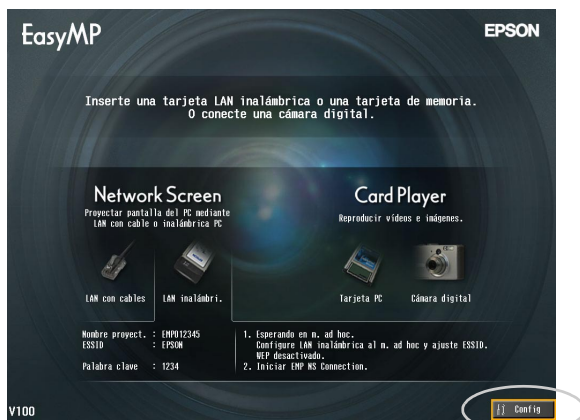 EasyMP
EPSON
Inserte una tarjeta LAN inalámbrica o una tarjeta de memoria.
O conecte una cámara digital.
Network Screen
Proyectar pantalla del PC mediante
LAN con cable o inalámbrica PC
LAN con cables
LAN inalámbri.
Card Player
Reproducir vídeos e imágenes.
Tarjeta PC
Cámara digital
Nombre proyect. : EMP012345
ESSID : EPSON
Palabra clave : 1234
1. Esperando en m. ad hoc.
Configure LAN inalámbrica al m. ad hoc y ajuste ESSID.
WEP desactivado.
2. Iniciar EMP NS Connection.
V100
Config